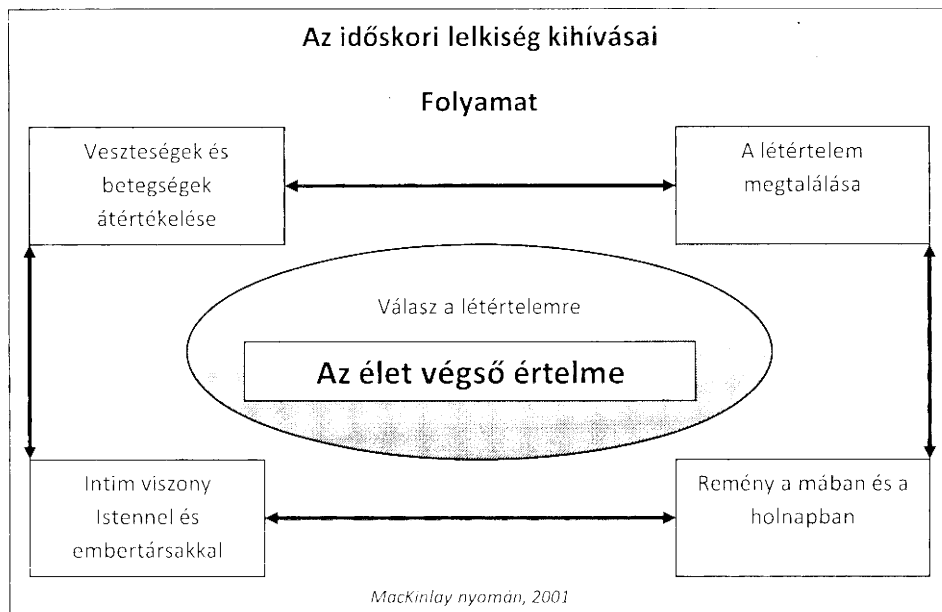 Az időskori lelkiség kihívásai
Folyamat
Veszteségek és
betegségek
átértékelése
A létértelem
megtalálása
Válasz a létértelemre
Az élet végső értelme
Intim viszony
Istennel és
embertársakkal
Remény a mában és a
holnapban
MacKinlay nyomán, 2001